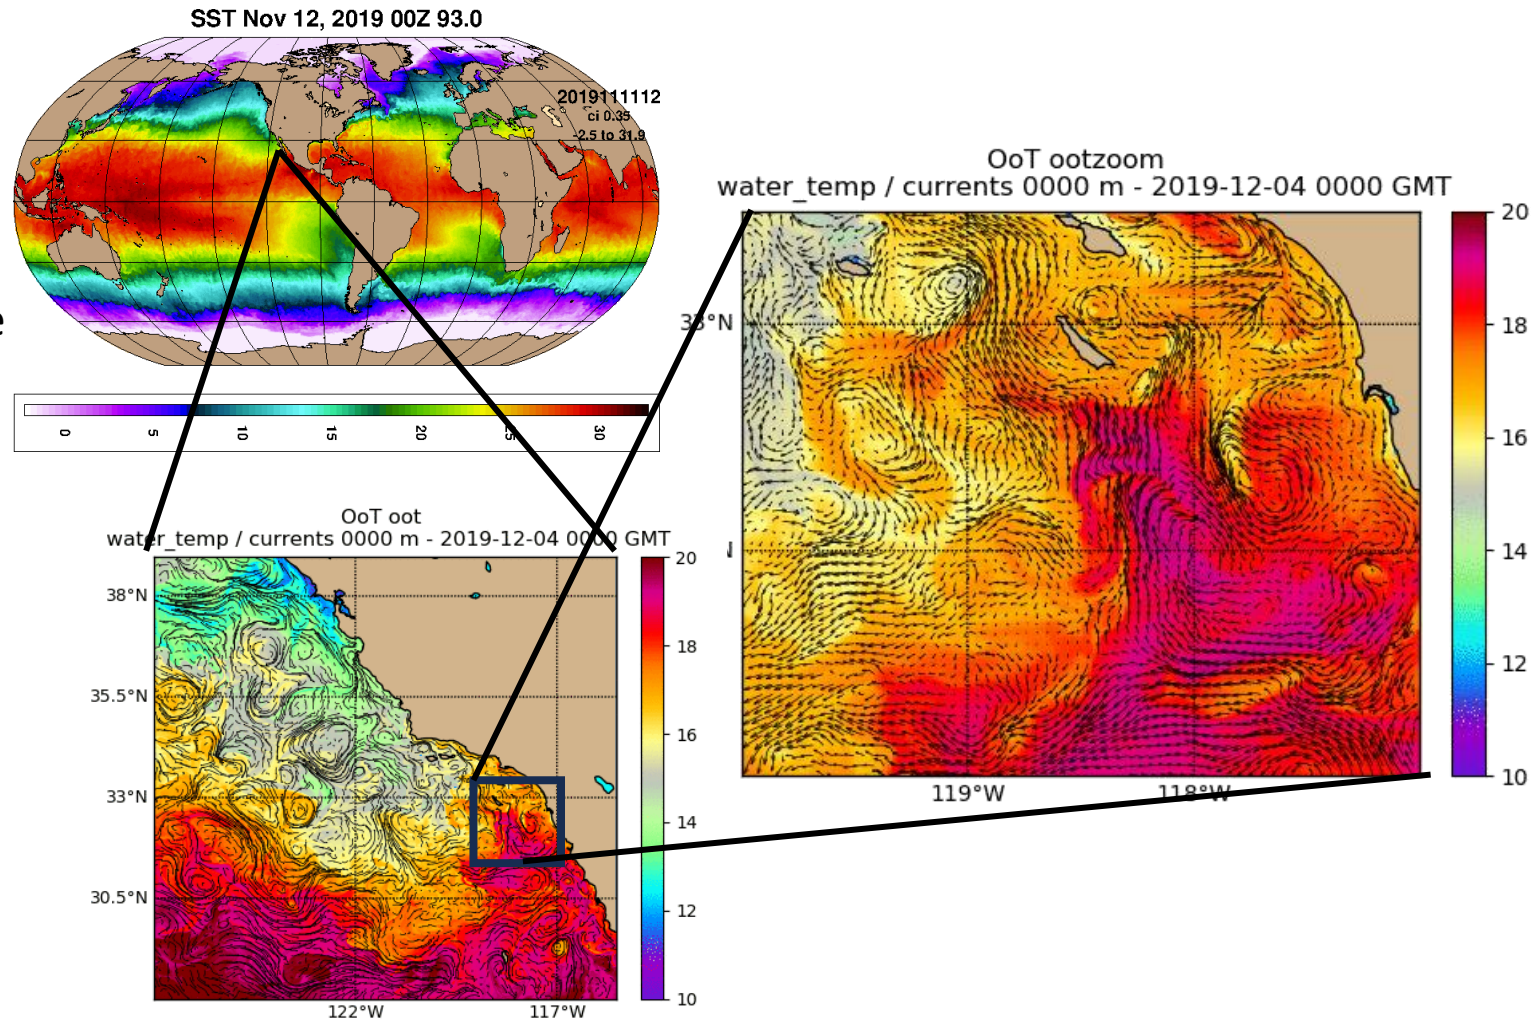 SST Nov 12, 2019 00Z 93.0
2019111112
ci 0.35
-2.5 to 31.9
e
0 5 10 15 20 25 30
OoT oot
water_temp / currents 0000 m - 2019-12-04 0000 GMT
38°N
35.5°N
33°N
30.5°N
122°W 117°W
20
18
16
14
12
10
OoT ootzoom
water_temp / currents 0000 m - 2019-12-04 0000 GMT
33°N
119°W 118°W
20
18
16
14
12
10